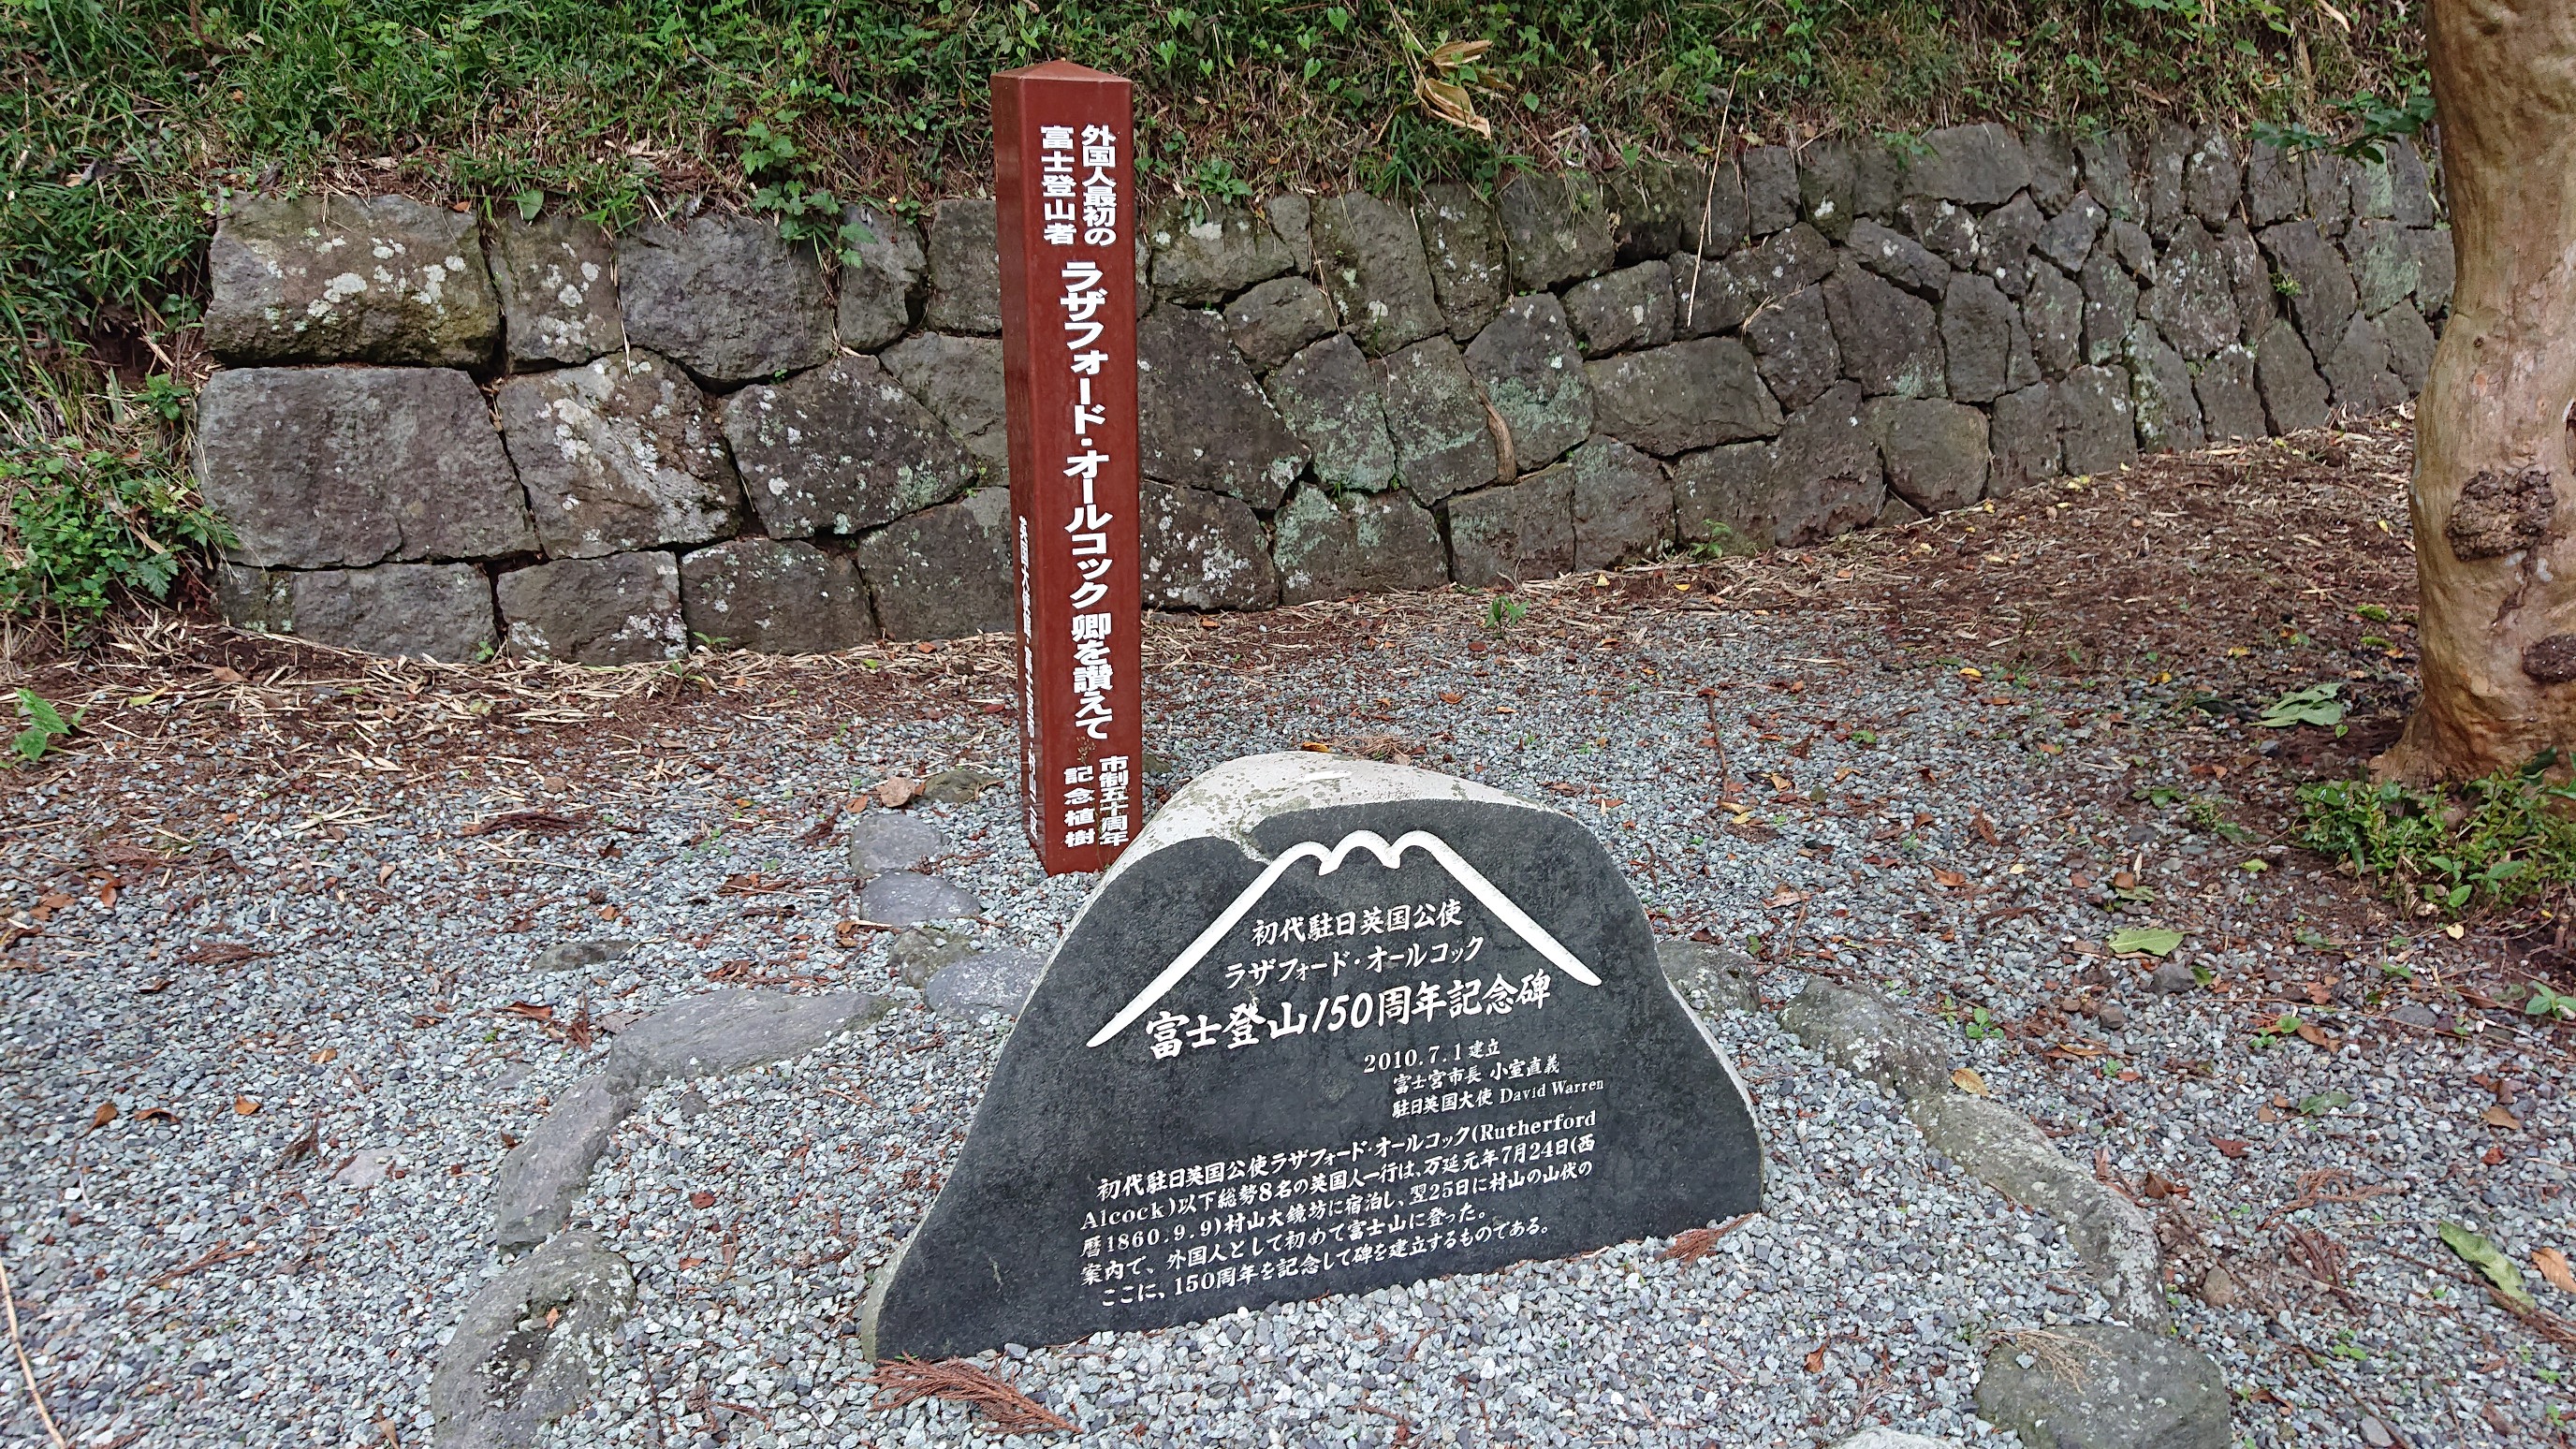 外国人最初の
富士登山者
ラザフォード・オールコック卿を讃えて
市制五十周年
記念植樹
初代駐日英国公使
ラザフォード・オールコック
富士登山150周年記念碑
2010.7.1建立
富士宮市長 小室直義
駐日英国大使 David Warren
初代駐日英国公使ラザフォード・オールコック(Rutherford
Alcock)以下総勢8名の英国人一行は、万延元年7月24日(西
暦1860.9.9)村山大鏡坊に宿泊し、翌25日に村山の山伏の
案内で、外国人として初めて富士山に登った。
ここに、150周年を記念して碑を建立するものである。